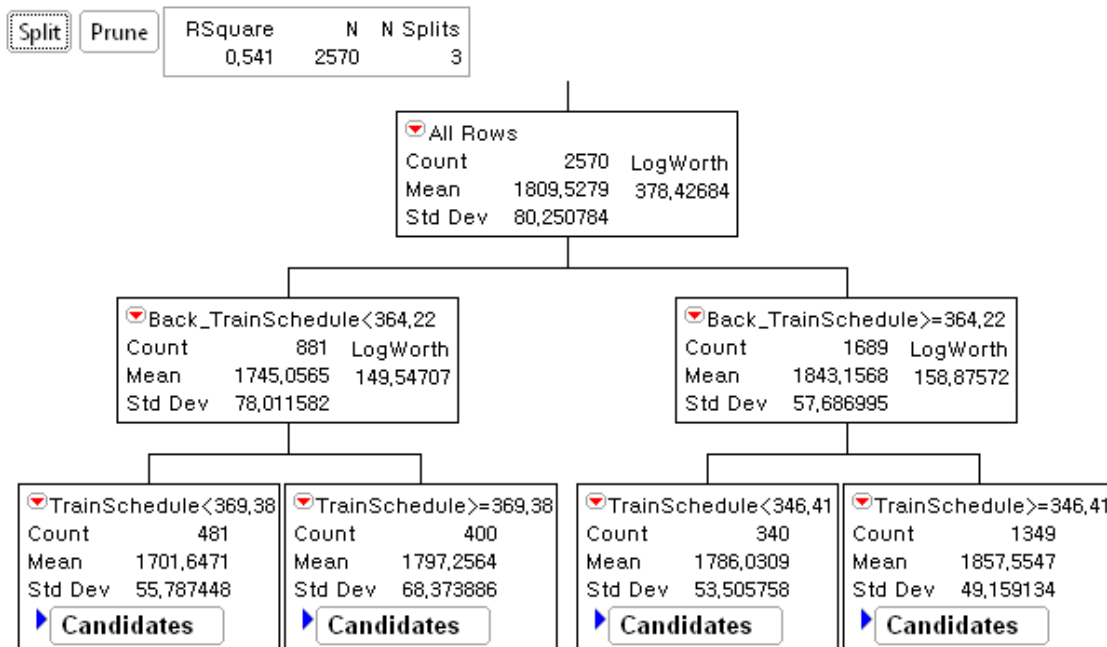 Split Prune RSquare N N Splits
0,541 2570 3
All Rows
Count 2570 LogWorth
Mean 1809,5279 378,42684
Std Dev 80,250784
Back_TrainSchedule<364,22
Count 881 LogWorth
Mean 1745,0565 149,54707
Std Dev 78,011582
Back_TrainSchedule>=364,22
Count 1689 LogWorth
Mean 1843,1568 158,87572
Std Dev 57,686995
TrainSchedule<369,38
Count 481
Mean 1701,6471
Std Dev 55,787448
Candidates
TrainSchedule>=369,38
Count 400
Mean 1797,2564
Std Dev 68,373886
Candidates
TrainSchedule<346,41
Count 340
Mean 1786,0309
Std Dev 53,505758
Candidates
TrainSchedule>=346,41
Count 1349
Mean 1857,5547
Std Dev 49,159134
Candidates